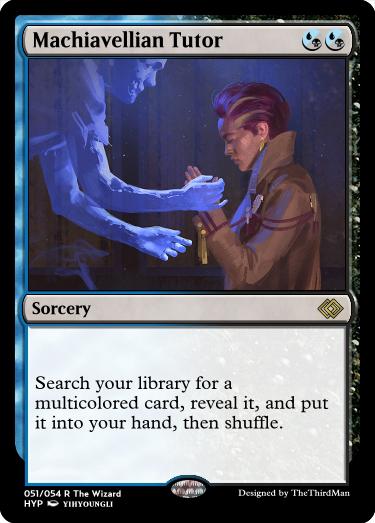 Machiavellian Tutor
Sorcery
Search your library for a
multicolored card, reveal it, and put
it into your hand, then shuffle.
051/054 R The Wizard
HYP YIHYOUNGLI
Designed by TheThirdMan